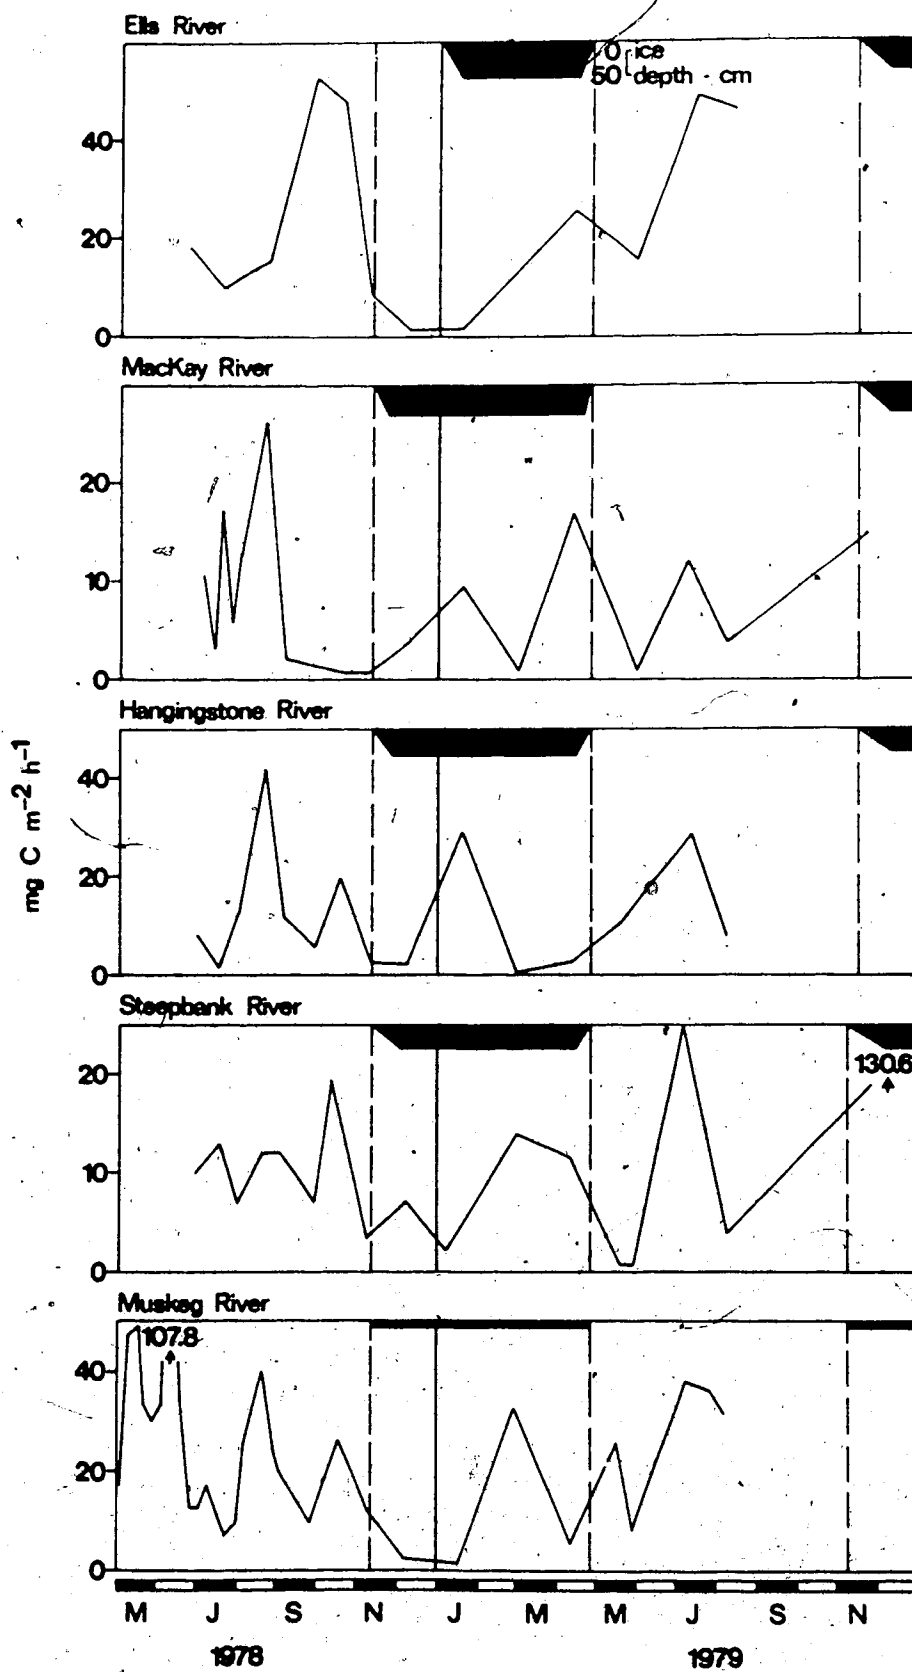 Ells River
0 ice
50 depth - cm
40
20
0
MacKay River
20
10
0
Hangingstone River
40
20
0
mg C m⁻² h⁻¹
Steepbank River
130.6
20
10
0
Muskeg River
107.8
40
20
0
M J S N J M M J S N
1978 1979